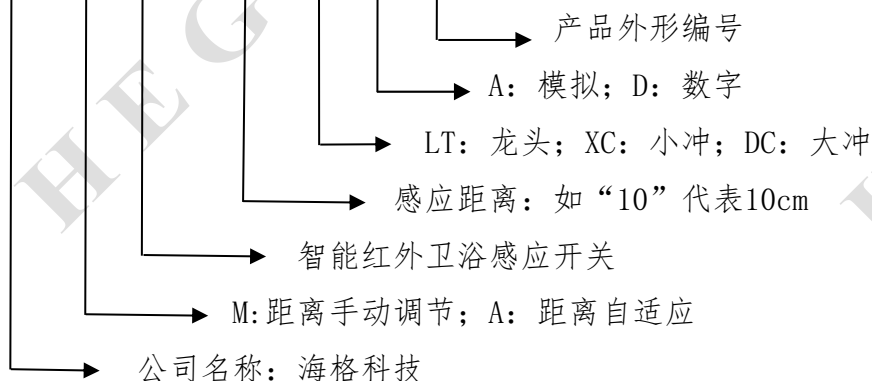 产品外形编号
A：模拟；D：数字
LT：龙头；XC：小冲；DC：大冲
感应距离：如“10”代表10cm
智能红外卫浴感应开关
M:距离手动调节；A：距离自适应
公司名称：海格科技
HEG